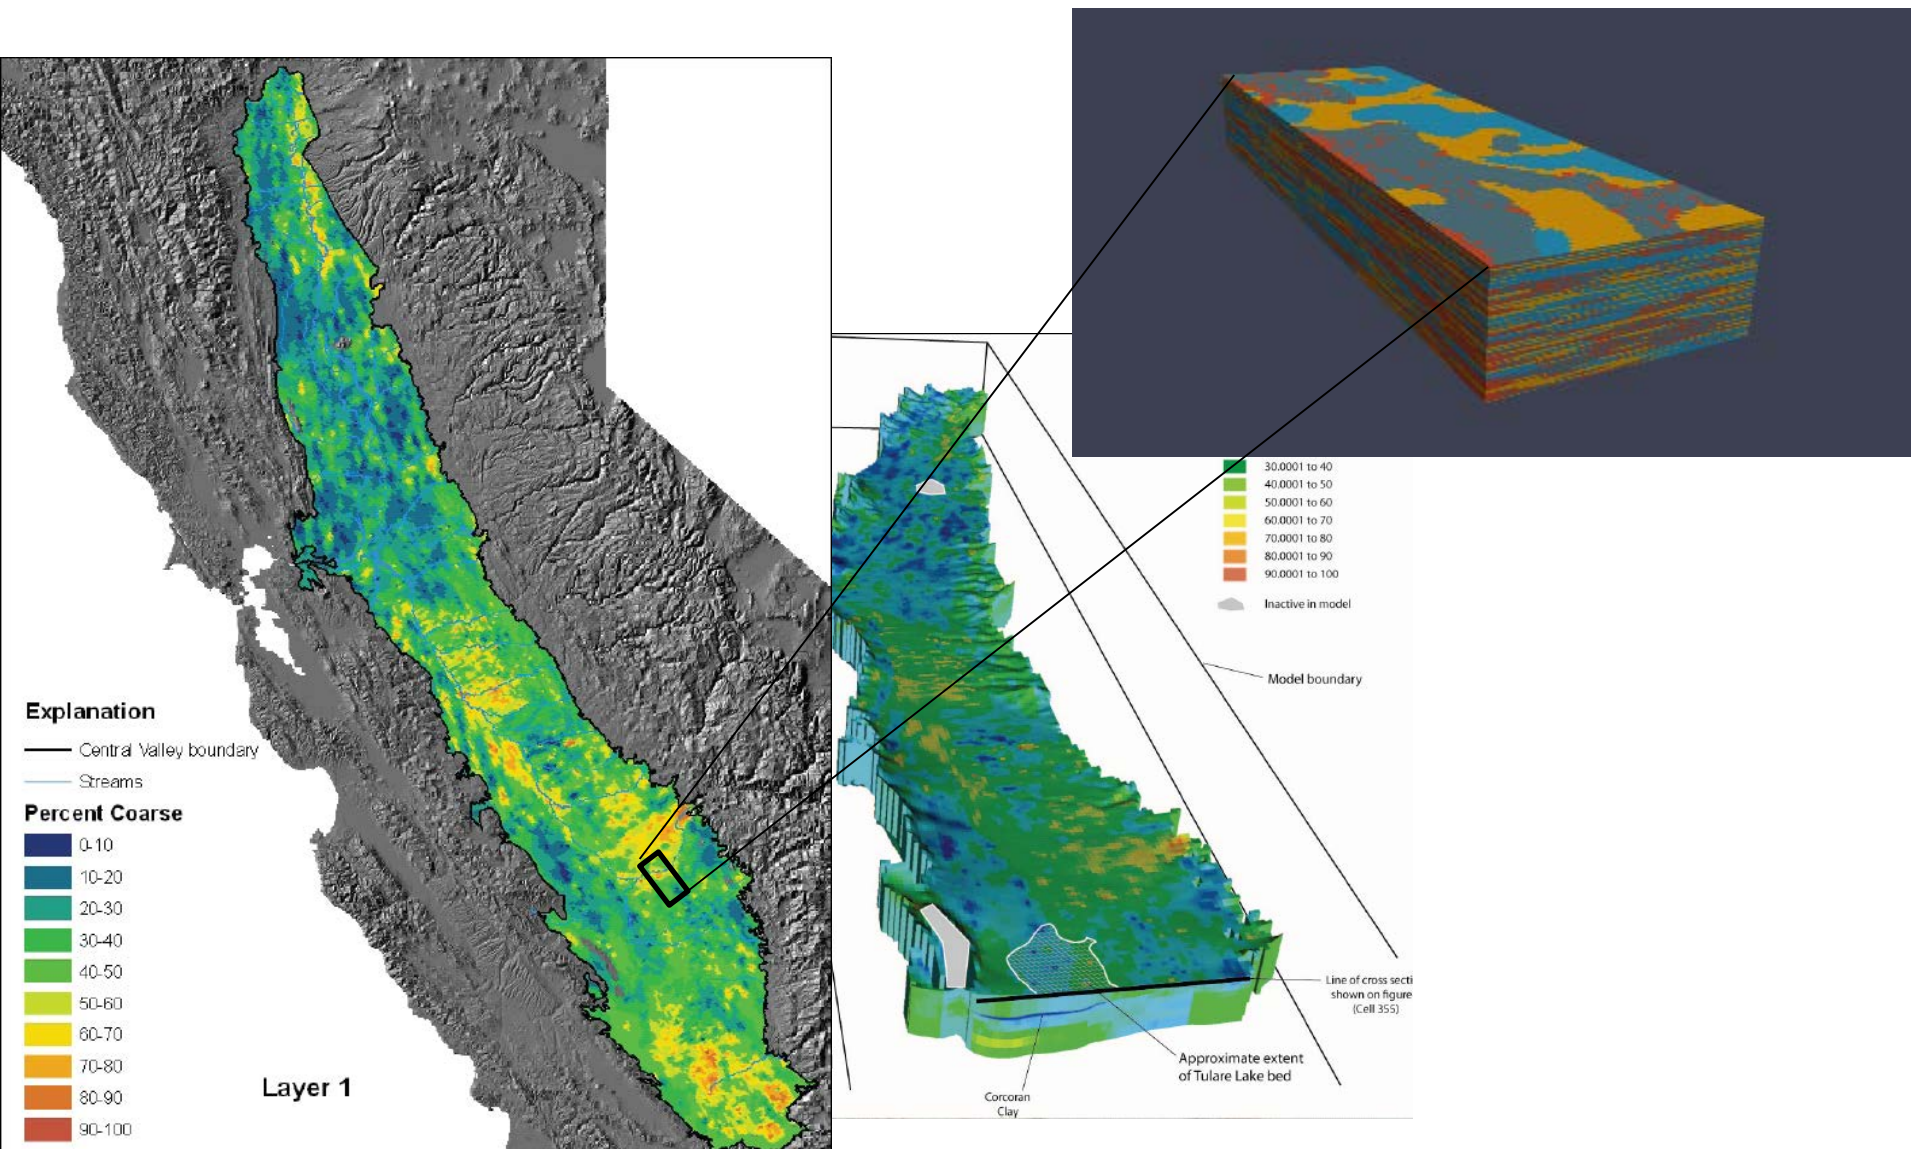 Explanation
Central Valley boundary
Streams
Percent Coarse
0-10
10-20
20-30
30-40
40-50
50-60
60-70
70-80
80-90
90-100
Layer 1
30.0001 to 40
40.0001 to 50
50.0001 to 60
60.0001 to 70
70.0001 to 80
80.0001 to 90
90.0001 to 100
Inactive in model
Model boundary
Line of cross secti
shown on figure
(Cell 355)
Approximate extent
of Tulare Lake bed
Corcoran
Clay